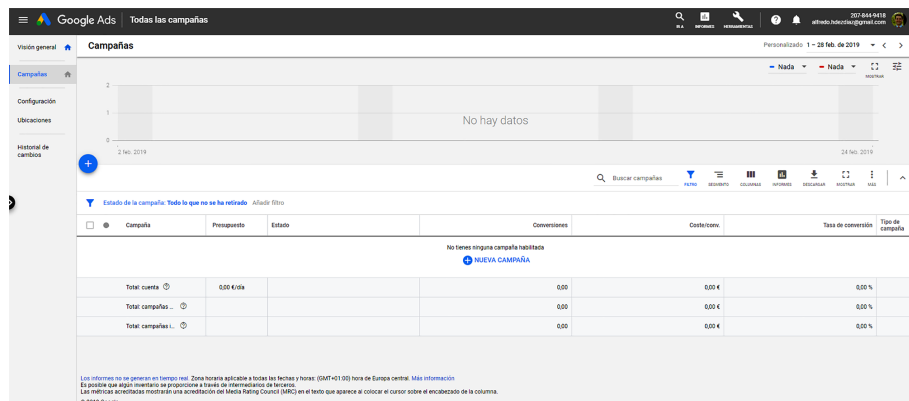 Google Ads Todas las campañas
IR A INFORMES HERRAMIENTAS
207-844-9418
alfredo.hdezdiaz@gmail.com
Visión general
Campañas
Configuración
Ubicaciones
Historial de cambios
Campañas
Personalizado 1 – 28 feb. de 2019
Nada Nada
MOSTRAR
2
1
0
No hay datos
2 feb. 2019
24 feb. 2019
Buscar campañas
FILTRO SEGMENTO COLUMNAS INFORMES DESCARGAR MOSTRAR MÁS
Estado de la campaña: Todo lo que no se ha retirado Añadir filtro
Campaña Presupuesto Estado Conversiones Coste/conv. Tasa de conversión Tipo de campaña
No tienes ninguna campaña habilitada
NUEVA CAMPAÑA
Total: cuenta 0,00 €/día 0,00 0,00 € 0,00 %
Total: campañas ... 0,00 0,00 € 0,00 %
Total: campañas i... 0,00 0,00 € 0,00 %
Los informes no se generan en tiempo real. Zona horaria aplicable a todas las fechas y horas: (GMT+01:00) hora de Europa central. Más información
Es posible que algún inventario se proporcione a través de intermediarios de terceros.
Las métricas acreditadas mostrarán una acreditación del Media Rating Council (MRC) en el texto que aparece al colocar el cursor sobre el encabezado de la columna.